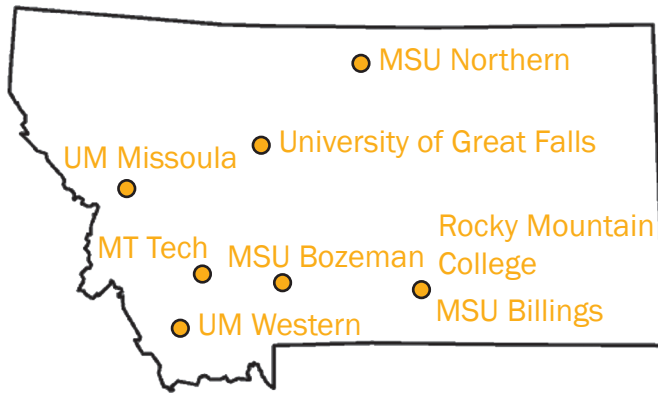 MSU Northern
University of Great Falls
UM Missoula
Rocky Mountain
College
MT Tech
MSU Bozeman
MSU Billings
UM Western